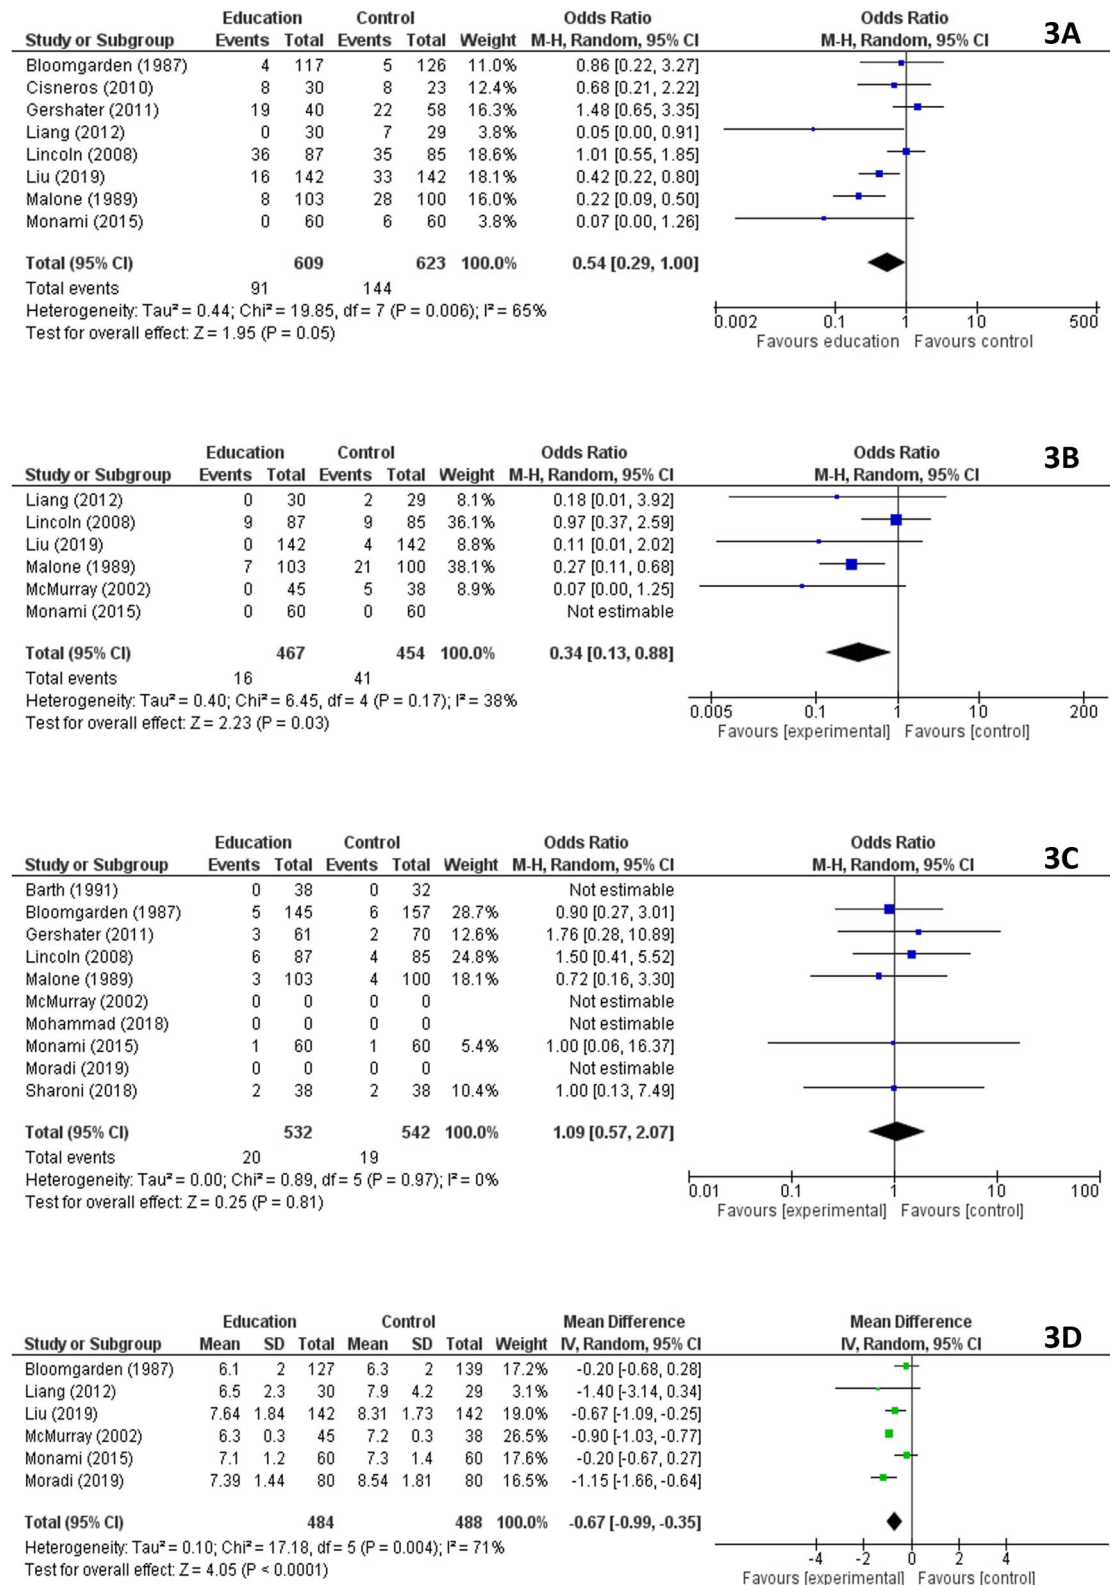 Education Control Odds Ratio Odds Ratio 3A
Study or Subgroup Events Total Events Total Weight M-H, Random, 95% CI M-H, Random, 95% CI
Bloomgarden (1987) 4 117 5 126 11.0% 0.86 [0.22, 3.27]
Cisneros (2010) 8 30 8 23 12.4% 0.68 [0.21, 2.22]
Gershater (2011) 19 40 22 58 16.3% 1.48 [0.65, 3.35]
Liang (2012) 0 30 7 29 3.8% 0.05 [0.00, 0.91]
Lincoln (2008) 36 87 35 85 18.6% 1.01 [0.55, 1.85]
Liu (2019) 16 142 33 142 18.1% 0.42 [0.22, 0.80]
Malone (1989) 8 103 28 100 16.0% 0.22 [0.09, 0.50]
Monami (2015) 0 60 6 60 3.8% 0.07 [0.00, 1.26]
Total (95% CI) 609 623 100.0% 0.54 [0.29, 1.00]
Total events 91 144
Heterogeneity: Tau² = 0.44; Chi² = 19.85, df = 7 (P = 0.006); I² = 65%
Test for overall effect: Z = 1.95 (P = 0.05)
0.002 0.1 1 10 500
Favours education Favours control
Education Control Odds Ratio Odds Ratio 3B
Study or Subgroup Events Total Events Total Weight M-H, Random, 95% CI M-H, Random, 95% CI
Liang (2012) 0 30 2 29 8.1% 0.18 [0.01, 3.92]
Lincoln (2008) 9 87 9 85 36.1% 0.97 [0.37, 2.59]
Liu (2019) 0 142 4 142 8.8% 0.11 [0.01, 2.02]
Malone (1989) 7 103 21 100 38.1% 0.27 [0.11, 0.68]
McMurray (2002) 0 45 5 38 8.9% 0.07 [0.00, 1.25]
Monami (2015) 0 60 0 60 Not estimable
Total (95% CI) 467 454 100.0% 0.34 [0.13, 0.88]
Total events 16 41
Heterogeneity: Tau² = 0.40; Chi² = 6.45, df = 4 (P = 0.17); I² = 38%
Test for overall effect: Z = 2.23 (P = 0.03)
0.005 0.1 1 10 200
Favours [experimental] Favours [control]
Education Control Odds Ratio Odds Ratio 3C
Study or Subgroup Events Total Events Total Weight M-H, Random, 95% CI M-H, Random, 95% CI
Barth (1991) 0 38 0 32 Not estimable
Bloomgarden (1987) 5 145 6 157 28.7% 0.90 [0.27, 3.01]
Gershater (2011) 3 61 2 70 12.6% 1.76 [0.28, 10.89]
Lincoln (2008) 6 87 4 85 24.8% 1.50 [0.41, 5.52]
Malone (1989) 3 103 4 100 18.1% 0.72 [0.16, 3.30]
McMurray (2002) 0 0 0 0 Not estimable
Mohammad (2018) 0 0 0 0 Not estimable
Monami (2015) 1 60 1 60 5.4% 1.00 [0.06, 16.37]
Moradi (2019) 0 0 0 0 Not estimable
Sharoni (2018) 2 38 2 38 10.4% 1.00 [0.13, 7.49]
Total (95% CI) 532 542 100.0% 1.09 [0.57, 2.07]
Total events 20 19
Heterogeneity: Tau² = 0.00; Chi² = 0.89, df = 5 (P = 0.97); I² = 0%
Test for overall effect: Z = 0.25 (P = 0.81)
0.01 0.1 1 10 100
Favours [experimental] Favours [control]
Education Control Mean Difference Mean Difference 3D
Study or Subgroup Mean SD Total Mean SD Total Weight IV, Random, 95% CI IV, Random, 95% CI
Bloomgarden (1987) 6.1 2 127 6.3 2 139 17.2% -0.20 [-0.68, 0.28]
Liang (2012) 6.5 2.3 30 7.9 4.2 29 3.1% -1.40 [-3.14, 0.34]
Liu (2019) 7.64 1.84 142 8.31 1.73 142 19.0% -0.67 [-1.09, -0.25]
McMurray (2002) 6.3 0.3 45 7.2 0.3 38 26.5% -0.90 [-1.03, -0.77]
Monami (2015) 7.1 1.2 60 7.3 1.4 60 17.6% -0.20 [-0.67, 0.27]
Moradi (2019) 7.39 1.44 80 8.54 1.81 80 16.5% -1.15 [-1.66, -0.64]
Total (95% CI) 484 488 100.0% -0.67 [-0.99, -0.35]
Heterogeneity: Tau² = 0.10; Chi² = 17.18, df = 5 (P = 0.004); I² = 71%
Test for overall effect: Z = 4.05 (P < 0.0001)
-4 -2 0 2 4
Favours [experimental] Favours [control]